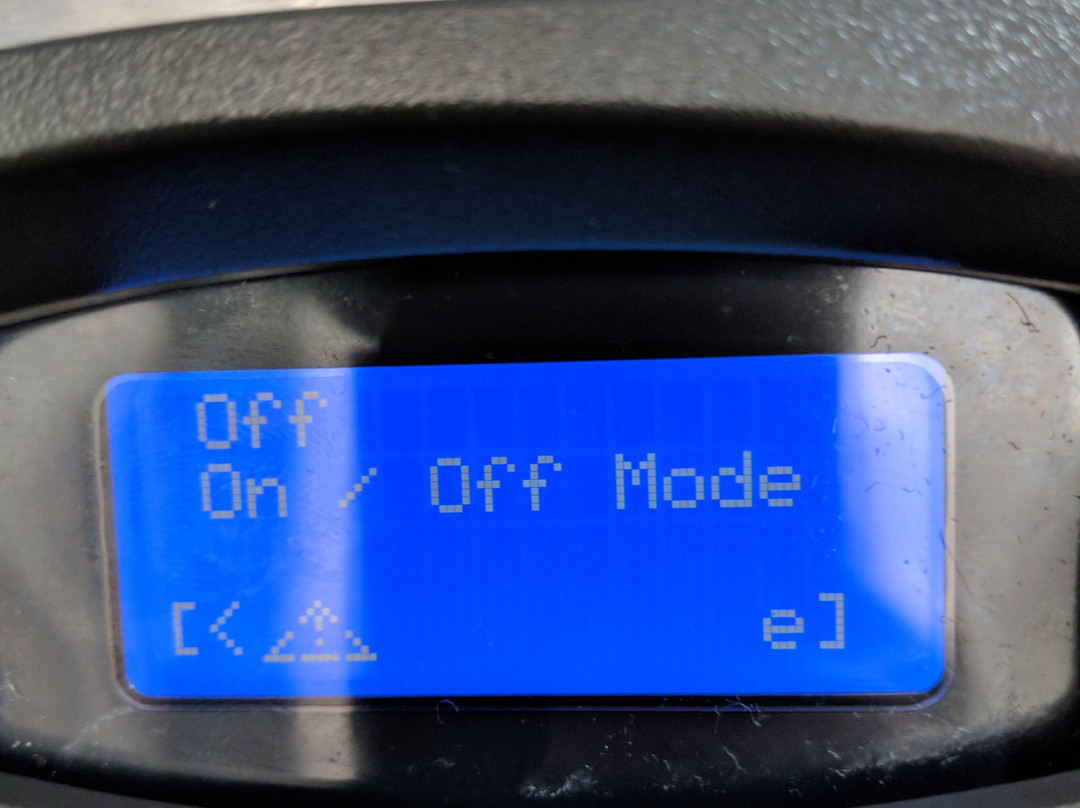 Off
On / Off Mode
[<⚠ e]